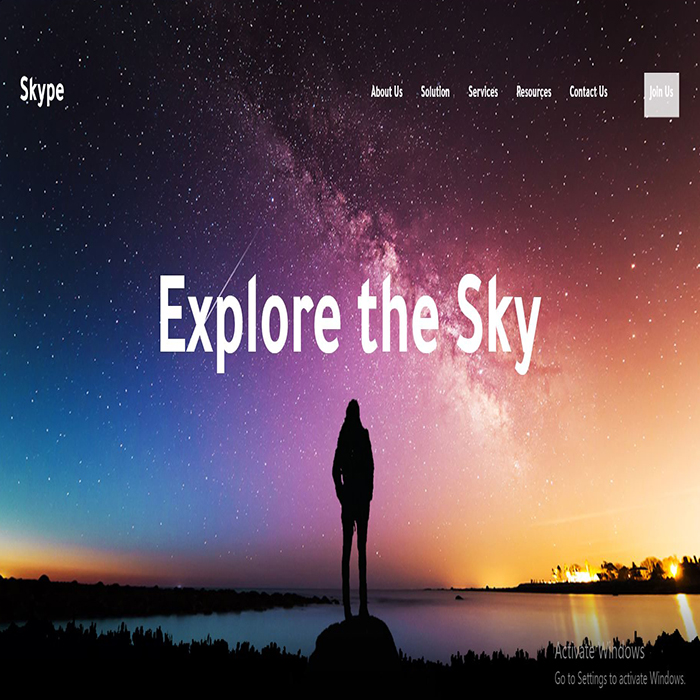 Skype
About Us Solution Services Resources Contact Us Join Us
Explore the Sky
Activate Windows
Go to Settings to activate Windows.